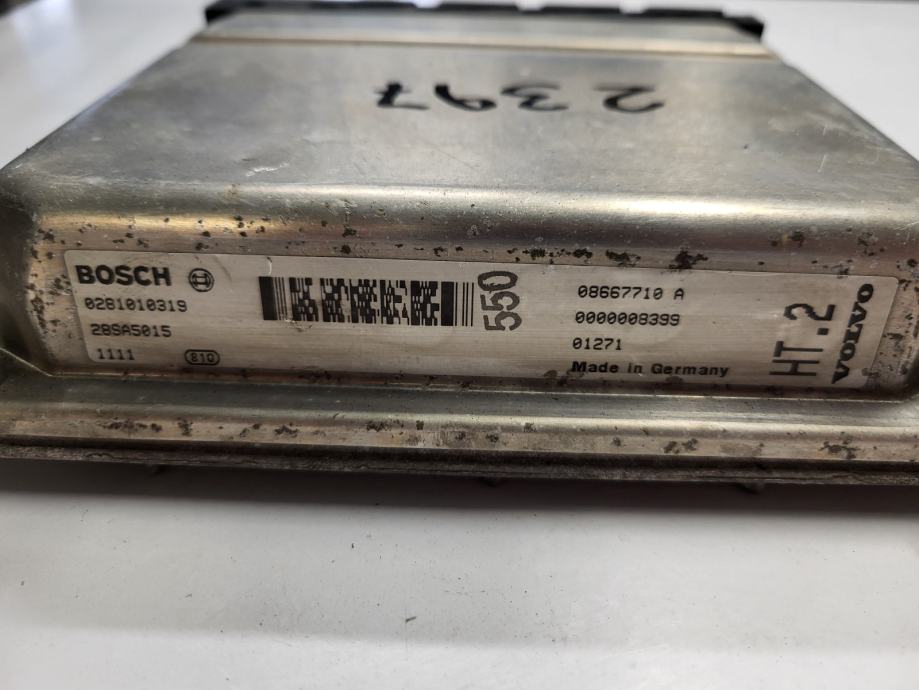 2397
BOSCH
0281010319
28SA5015
1111 810
550
08667710 A
0000008399
01271
Made in Germany
HT.2
VOLVO